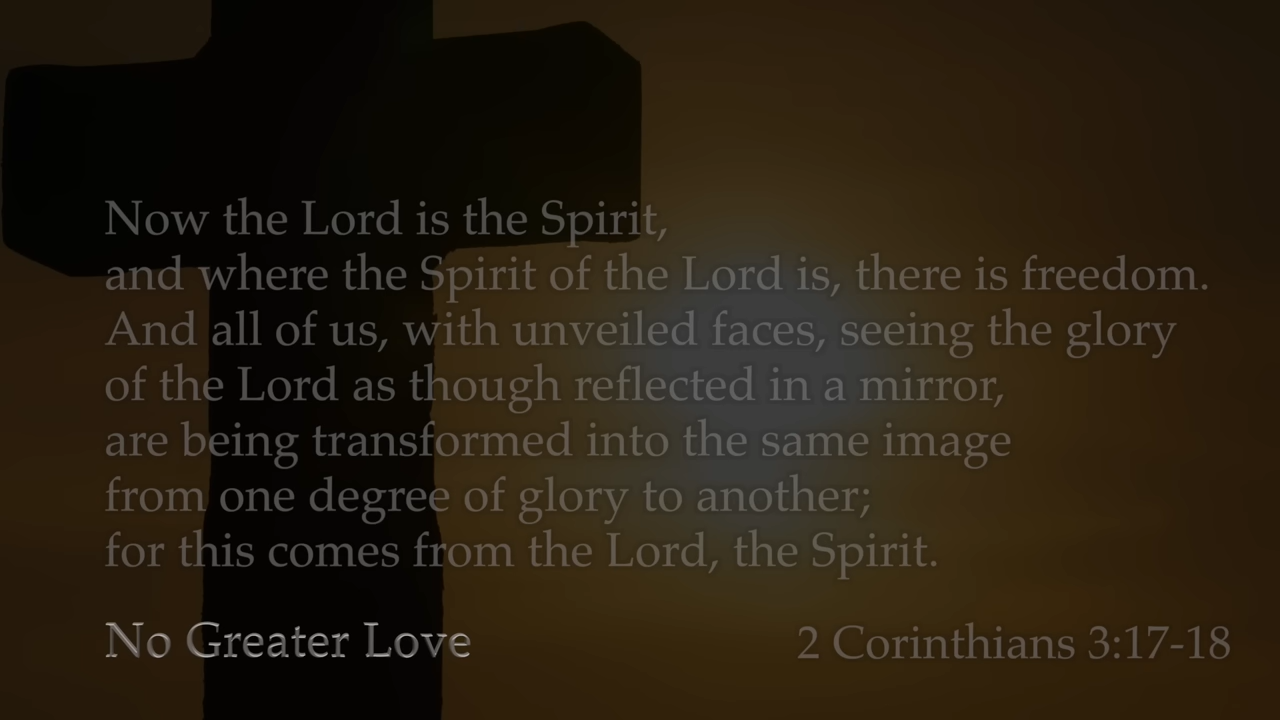 Now the Lord is the Spirit,
and where the Spirit of the Lord is, there is freedom.
And all of us, with unveiled faces, seeing the glory
of the Lord as though reflected in a mirror,
are being transformed into the same image
from one degree of glory to another;
for this comes from the Lord, the Spirit.
No Greater Love
2 Corinthians 3:17-18